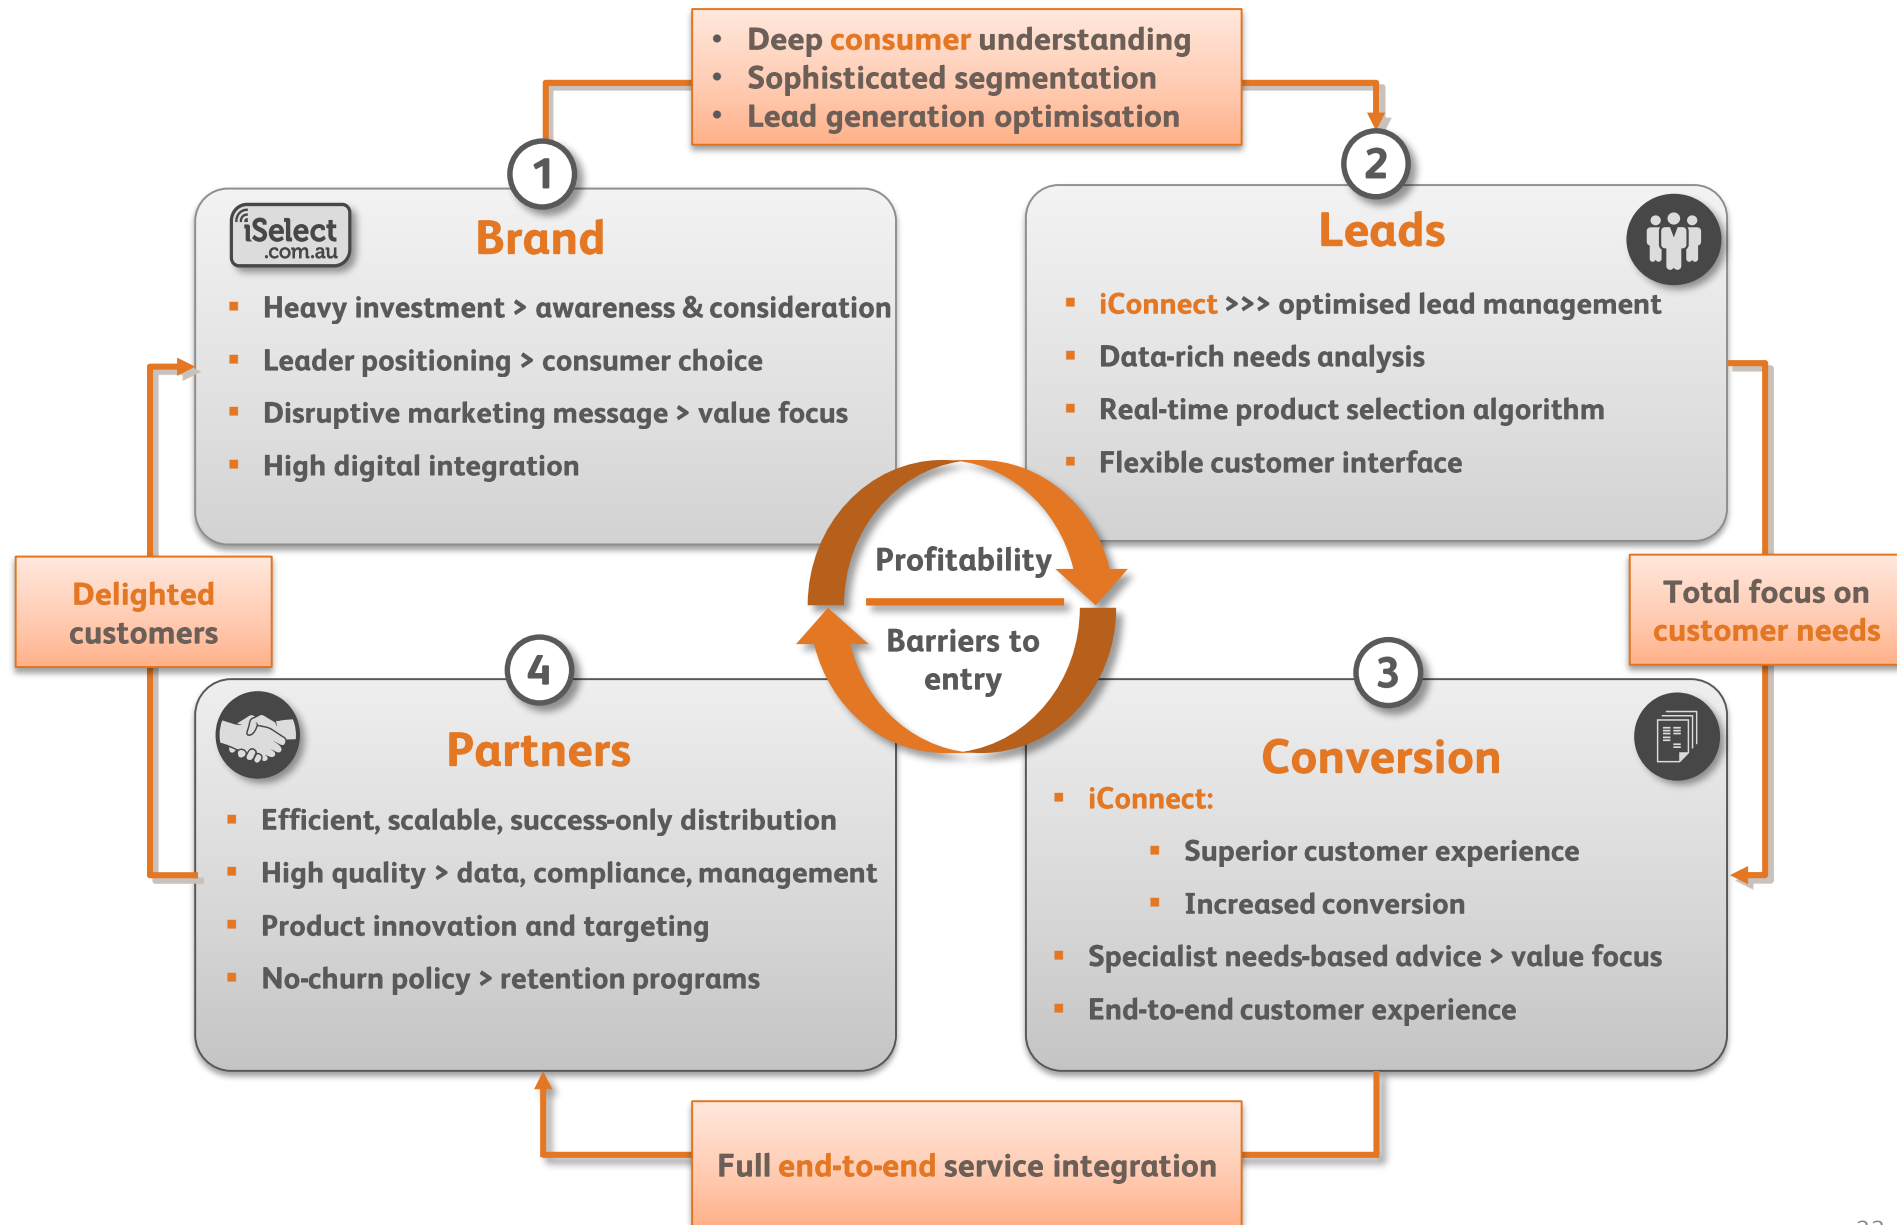 • Deep consumer understanding
• Sophisticated segmentation
• Lead generation optimisation
1
iSelect
.com.au
Brand
▪ Heavy investment > awareness & consideration
▪ Leader positioning > consumer choice
▪ Disruptive marketing message > value focus
▪ High digital integration
2
Leads
▪ iConnect >>> optimised lead management
▪ Data-rich needs analysis
▪ Real-time product selection algorithm
▪ Flexible customer interface
Profitability
Barriers to
entry
Delighted
customers
Total focus on
customer needs
4
Partners
▪ Efficient, scalable, success-only distribution
▪ High quality > data, compliance, management
▪ Product innovation and targeting
▪ No-churn policy > retention programs
3
Conversion
▪ iConnect:
▪ Superior customer experience
▪ Increased conversion
▪ Specialist needs-based advice > value focus
▪ End-to-end customer experience
Full end-to-end service integration